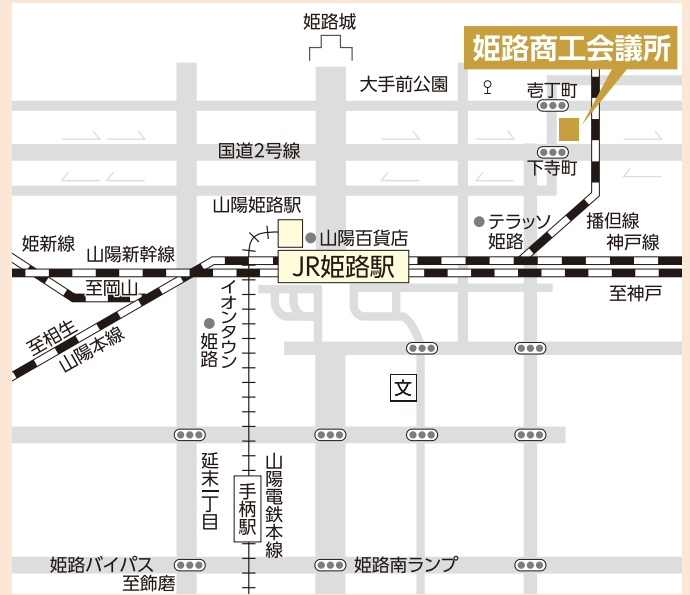 姫路城
姫路商工会議所
大手前公園
壱丁町
国道2号線
下寺町
山陽姫路駅
テラッソ
姫路
播但線
山陽百貨店
姫新線
神戸線
山陽新幹線
JR姫路駅
至岡山
至神戸
イオンタウン
姫路
至相生
山陽本線
文
延末一丁目
手柄駅
山陽電鉄本線
姫路バイパス
姫路南ランプ
至飾磨